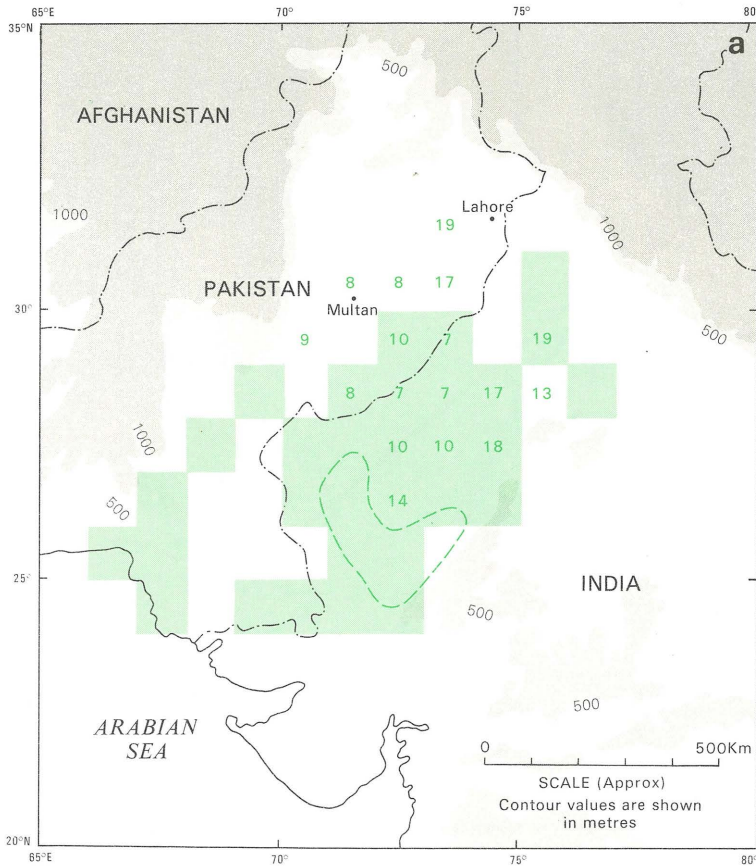 65°E 70° 75° 80
35°N
a
500
AFGHANISTAN
1000
Lahore
19
1000
PAKISTAN
8 8 17
30°
Multan
500
9 10 7 19
8 7 7 17 13
1000
10 10 18
500
14
25°
INDIA
500
500
ARABIAN
SEA
0 500Km
SCALE (Approx)
Contour values are shown
in metres
20°N
65°E 70° 75° 80